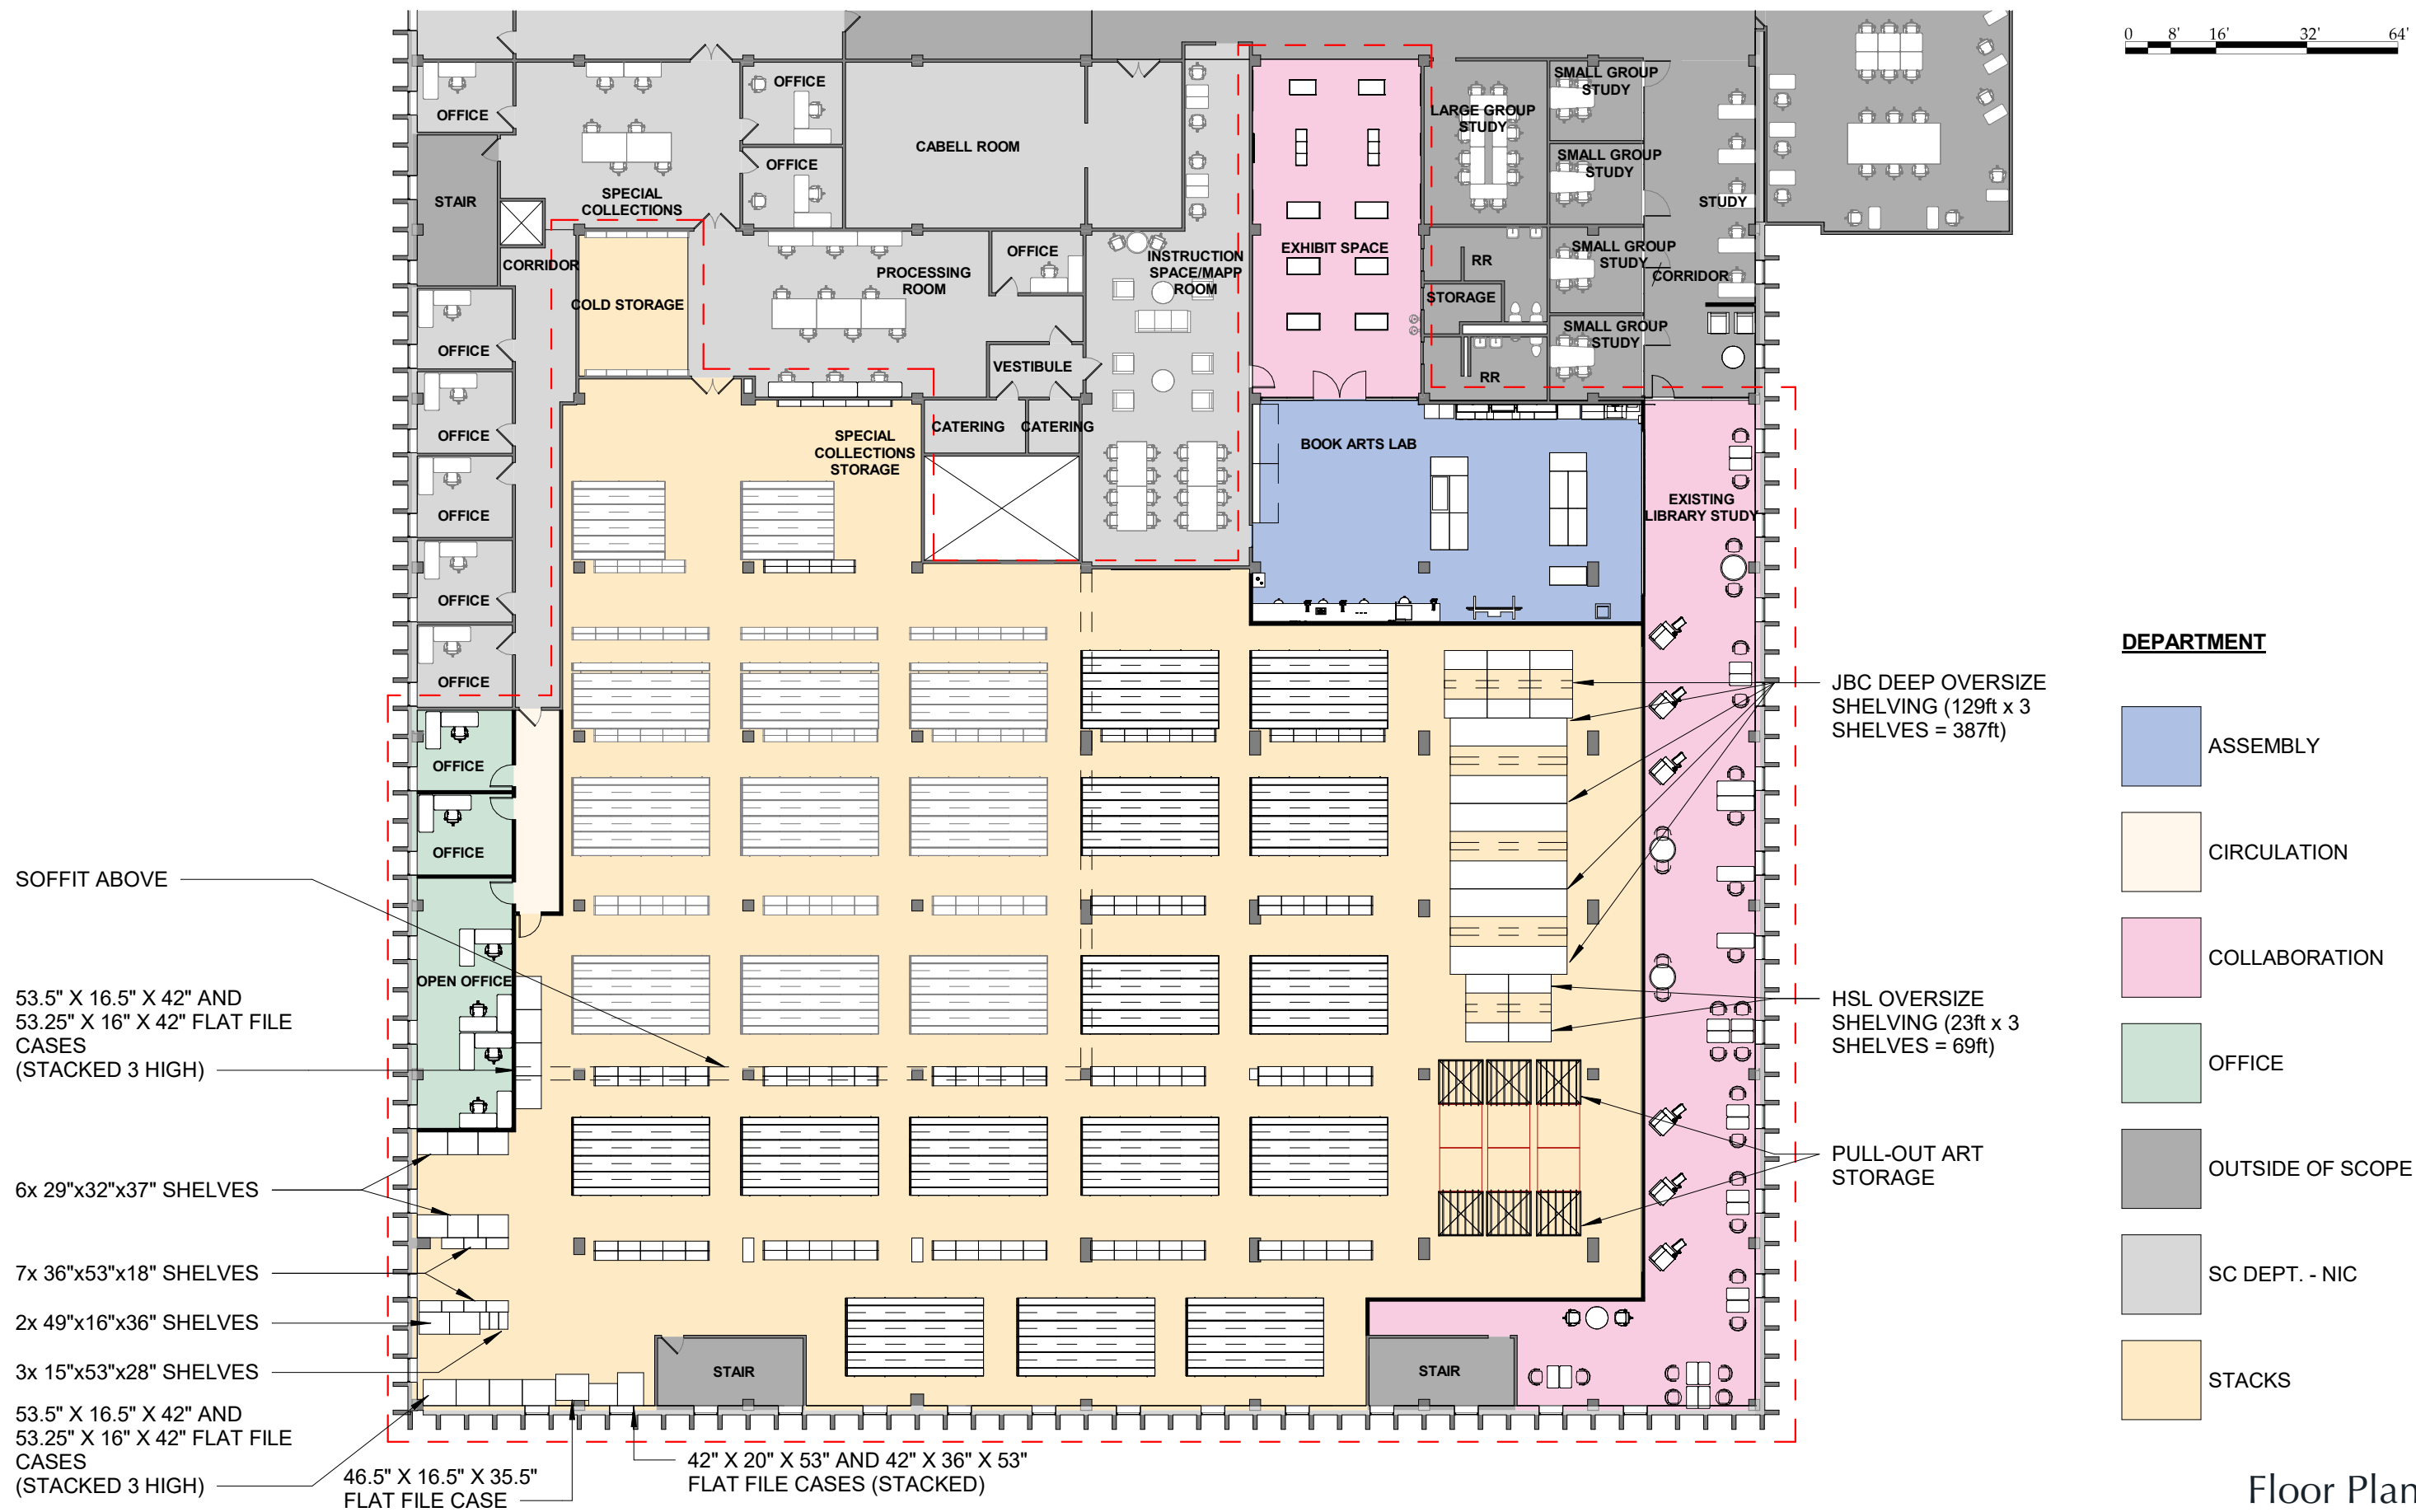 0 8' 16' 32' 64'
OFFICE
OFFICE
OFFICE
STAIR
SPECIAL
COLLECTIONS
CABELL ROOM
LARGE GROUP
STUDY
SMALL GROUP
STUDY
SMALL GROUP
STUDY
STUDY
CORRIDOR
COLD STORAGE
PROCESSING
ROOM
OFFICE
INSTRUCTION
SPACE/MAPP
ROOM
EXHIBIT SPACE
RR
STORAGE
SMALL GROUP
STUDY
CORRIDOR
SMALL GROUP
STUDY
RR
VESTIBULE
OFFICE
OFFICE
OFFICE
OFFICE
OFFICE
SPECIAL
COLLECTIONS
STORAGE
CATERING
CATERING
BOOK ARTS LAB
EXISTING
LIBRARY STUDY
OFFICE
OFFICE
OPEN OFFICE
STAIR
STAIR
SOFFIT ABOVE
53.5" X 16.5" X 42" AND
53.25" X 16" X 42" FLAT FILE
CASES
(STACKED 3 HIGH)
6x 29"x32"x37" SHELVES
7x 36"x53"x18" SHELVES
2x 49"x16"x36" SHELVES
3x 15"x53"x28" SHELVES
53.5" X 16.5" X 42" AND
53.25" X 16" X 42" FLAT FILE
CASES
(STACKED 3 HIGH)
46.5" X 16.5" X 35.5"
FLAT FILE CASE
42" X 20" X 53" AND 42" X 36" X 53"
FLAT FILE CASES (STACKED)
JBC DEEP OVERSIZE
SHELVING (129ft x 3
SHELVES = 387ft)
HSL OVERSIZE
SHELVING (23ft x 3
SHELVES = 69ft)
PULL-OUT ART
STORAGE
DEPARTMENT
ASSEMBLY
CIRCULATION
COLLABORATION
OFFICE
OUTSIDE OF SCOPE
SC DEPT. - NIC
STACKS
Floor Plan